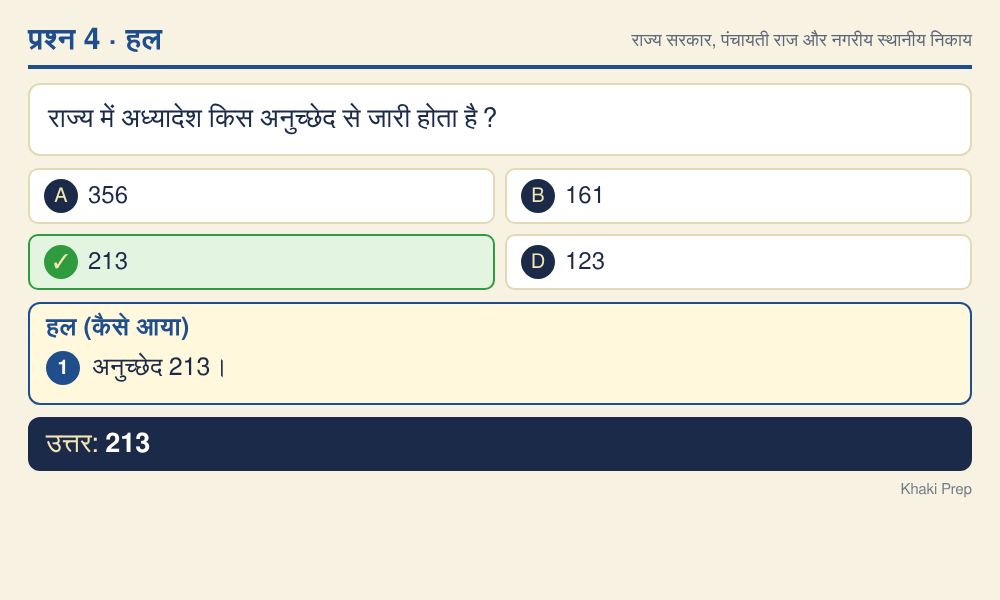 प्रश्न 4 · हल
राज्य सरकार, पंचायती राज और नगरीय स्थानीय निकाय
राज्य में अध्यादेश किस अनुच्छेद से जारी होता है ?
A 356
B 161
✓ 213
D 123
हल (कैसे आया)
1 अनुच्छेद 213।
उत्तर: 213
Khaki Prep